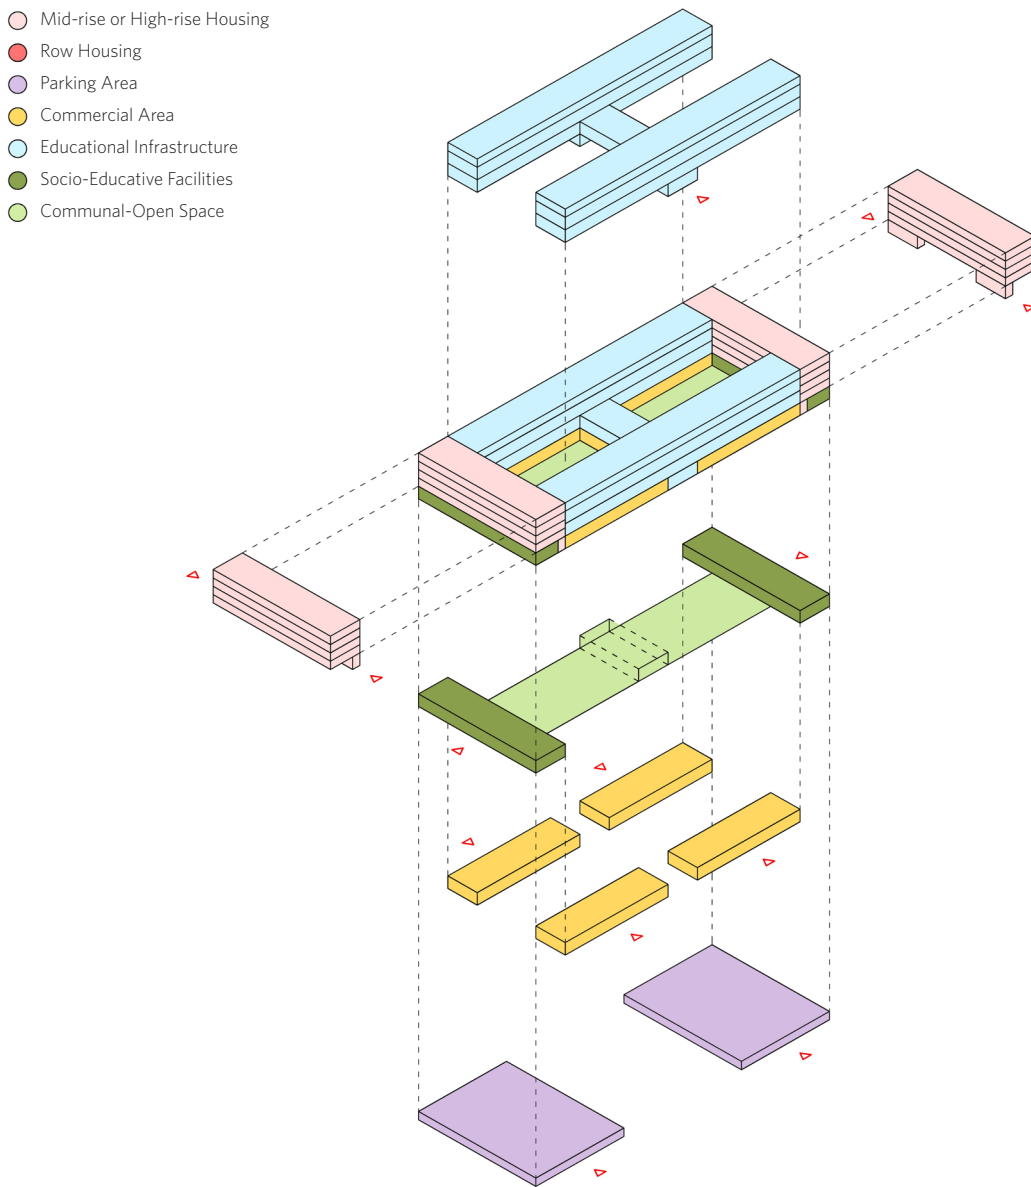 Mid-rise or High-rise Housing
Row Housing
Parking Area
Commercial Area
Educational Infrastructure
Socio-Educative Facilities
Communal-Open Space